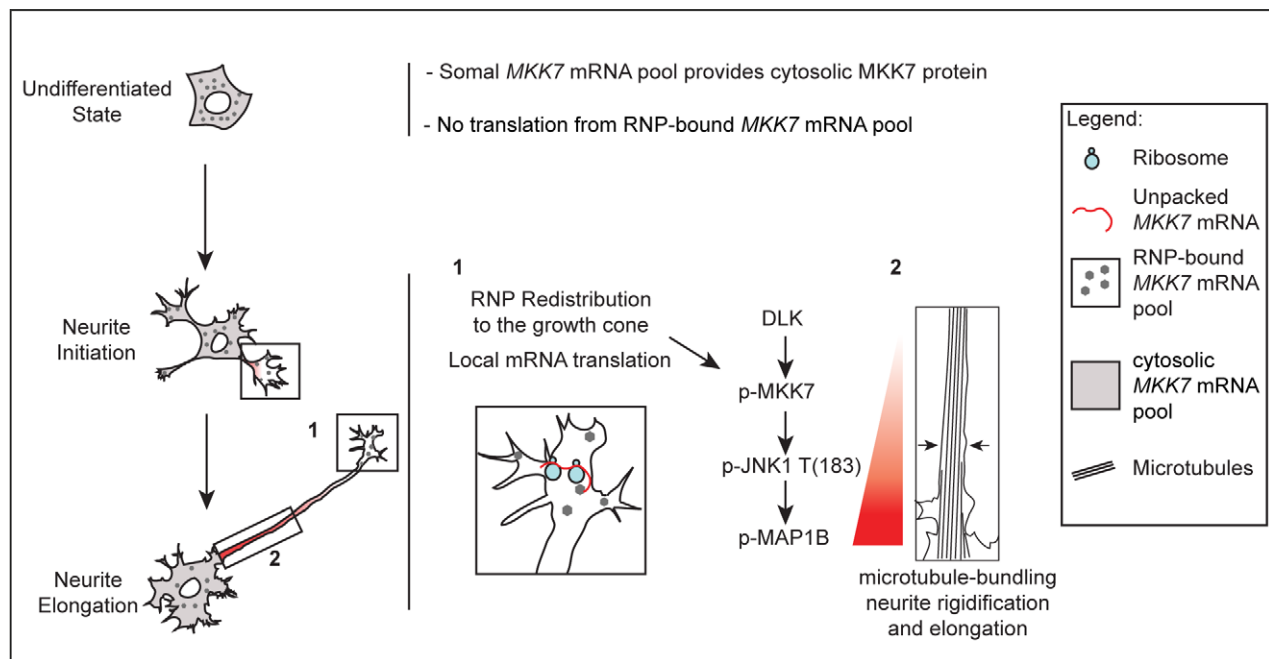 Undifferentiated
State
- Somal MKK7 mRNA pool provides cytosolic MKK7 protein
- No translation from RNP-bound MKK7 mRNA pool
Neurite
Initiation
1
2
Neurite
Elongation
1
RNP Redistribution
to the growth cone
Local mRNA translation
DLK
p-MKK7
p-JNK1 T(183)
p-MAP1B
2
microtubule-bundling
neurite rigidification
and elongation
Legend:
Ribosome
Unpacked
MKK7 mRNA
RNP-bound
MKK7 mRNA
pool
cytosolic
MKK7 mRNA
pool
Microtubules